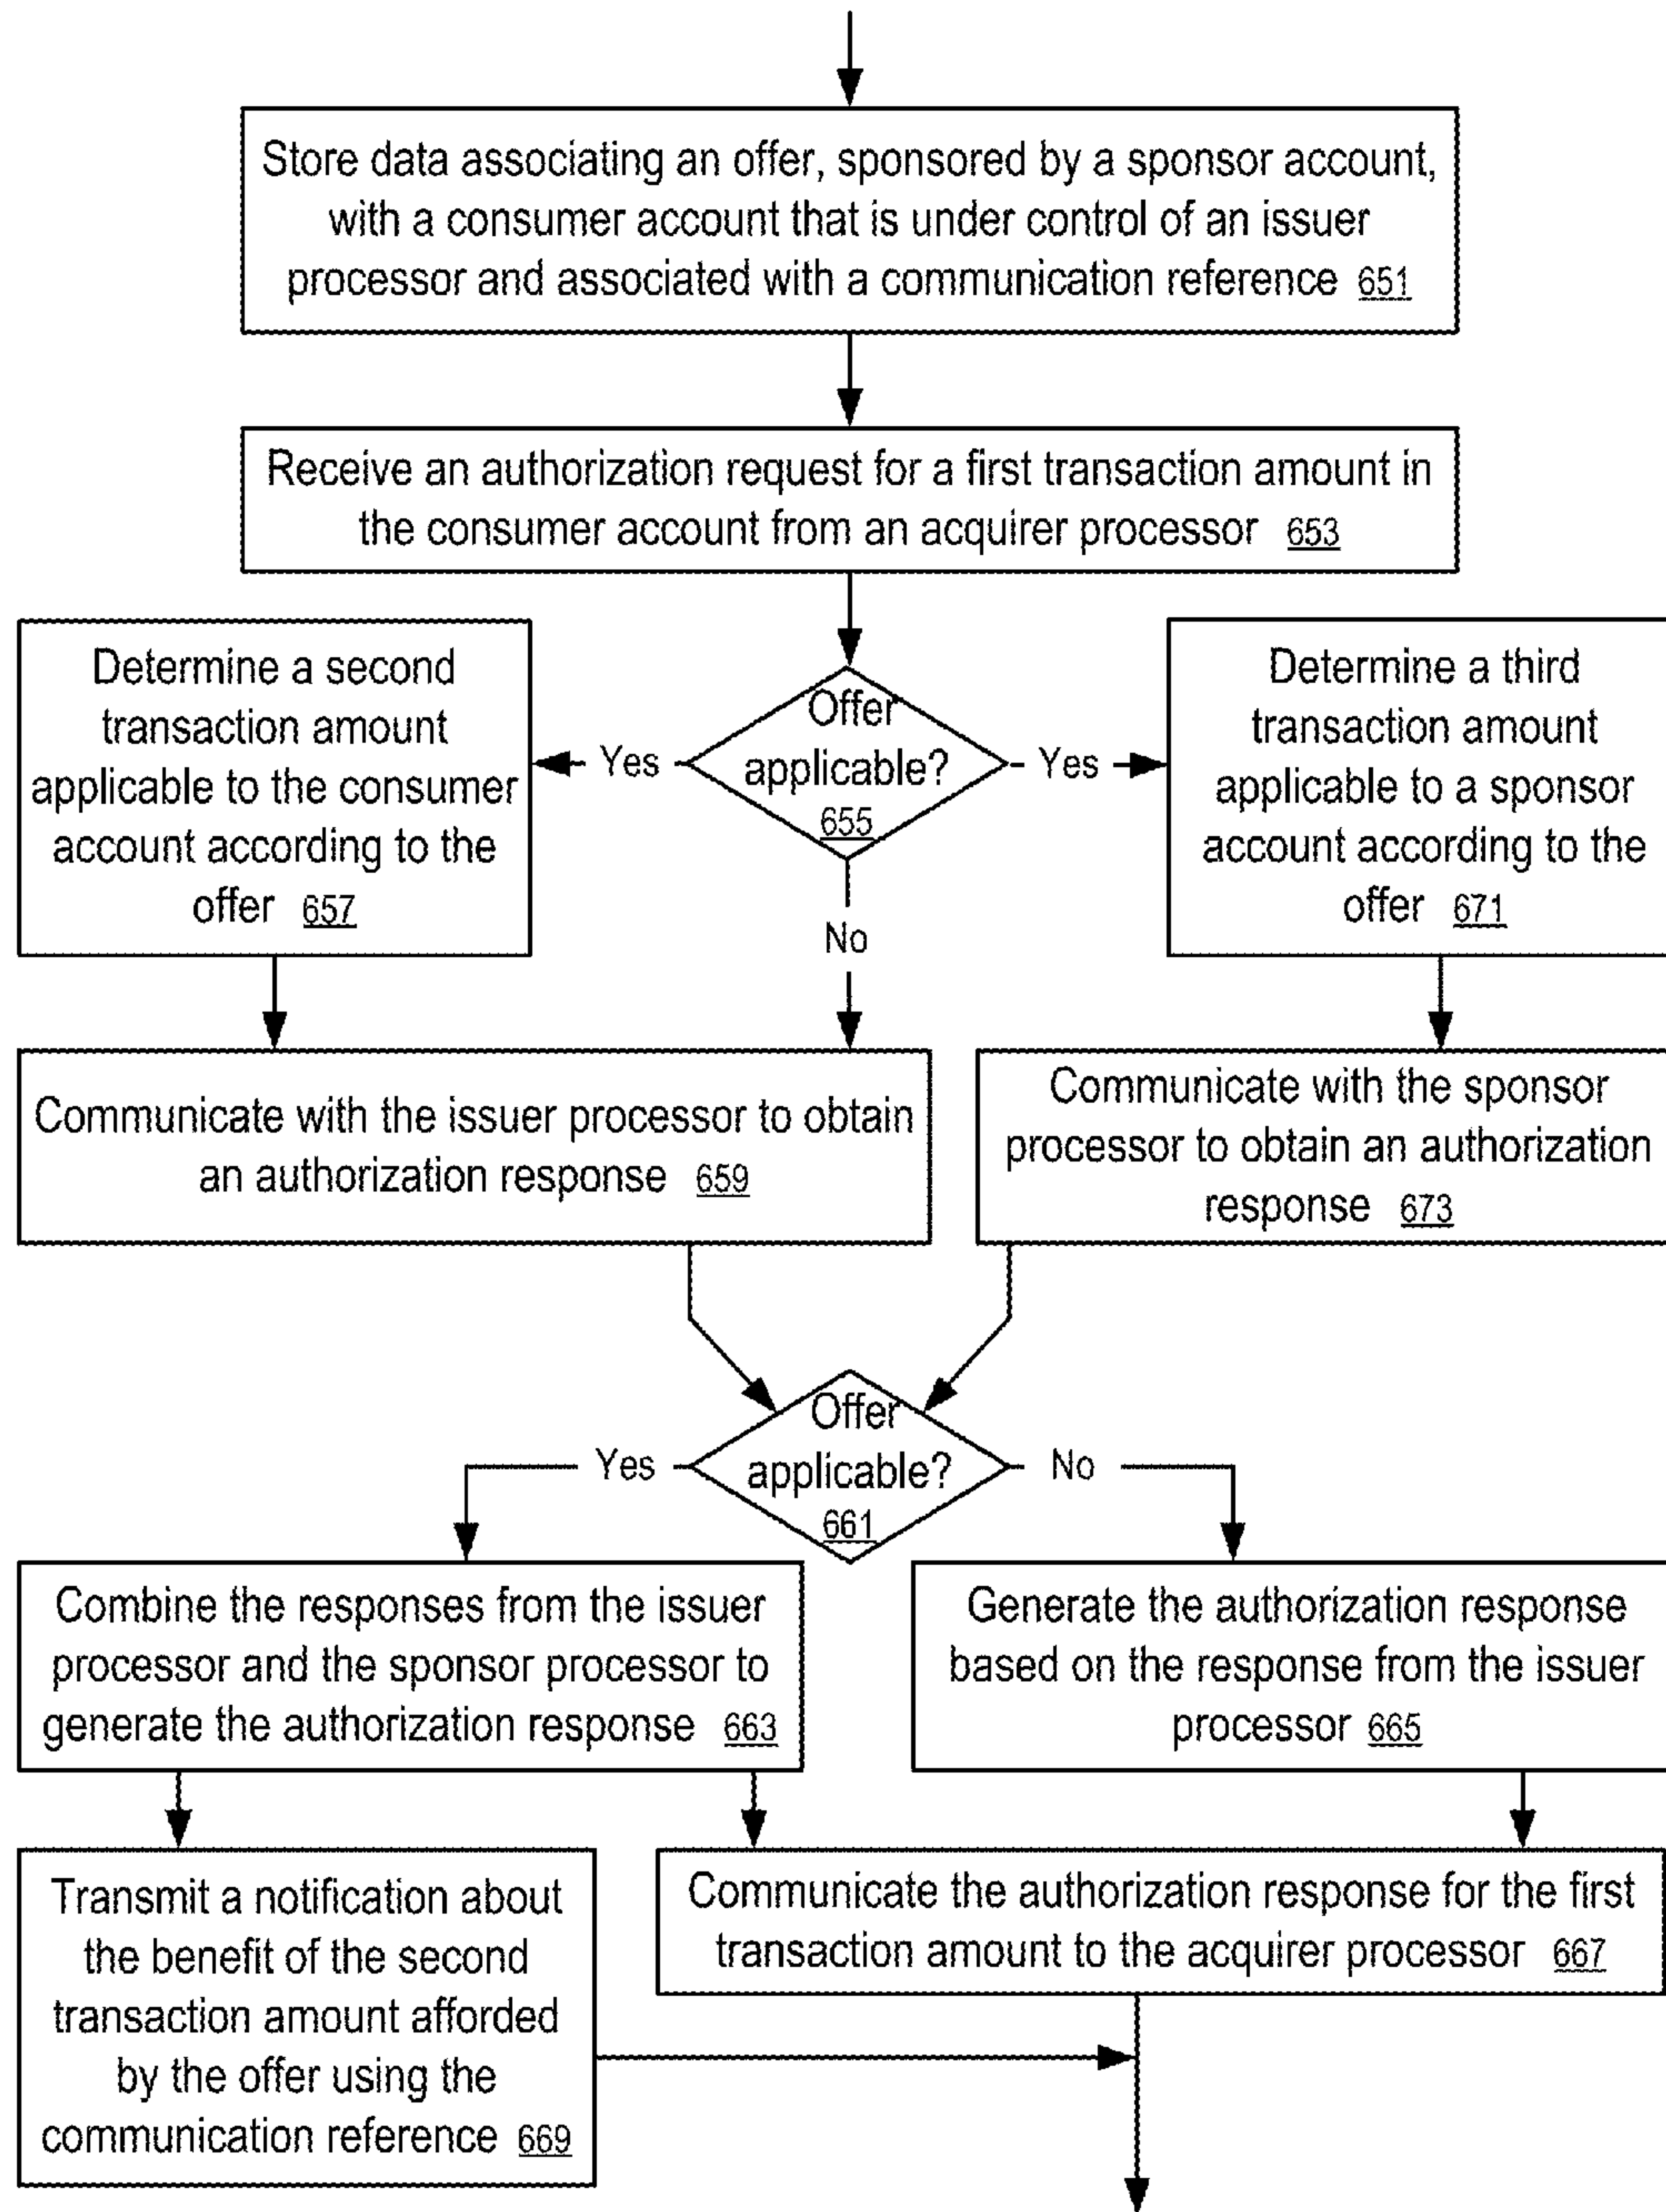 Store data associating an offer, sponsored by a sponsor account,
with a consumer account that is under control of an issuer
processor and associated with a communication reference 651
Receive an authorization request for a first transaction amount in
the consumer account from an acquirer processor 653
Determine a second
transaction amount
applicable to the consumer
account according to the
offer 657
Yes
Offer
applicable?
655
Yes
Determine a third
transaction amount
applicable to a sponsor
account according to the
offer 671
No
Communicate with the issuer processor to obtain
an authorization response 659
Communicate with the sponsor
processor to obtain an authorization
response 673
Yes
Offer
applicable?
661
No
Combine the responses from the issuer
processor and the sponsor processor to
generate the authorization response 663
Generate the authorization response
based on the response from the issuer
processor 665
Transmit a notification about
the benefit of the second
transaction amount afforded
by the offer using the
communication reference 669
Communicate the authorization response for the first
transaction amount to the acquirer processor 667